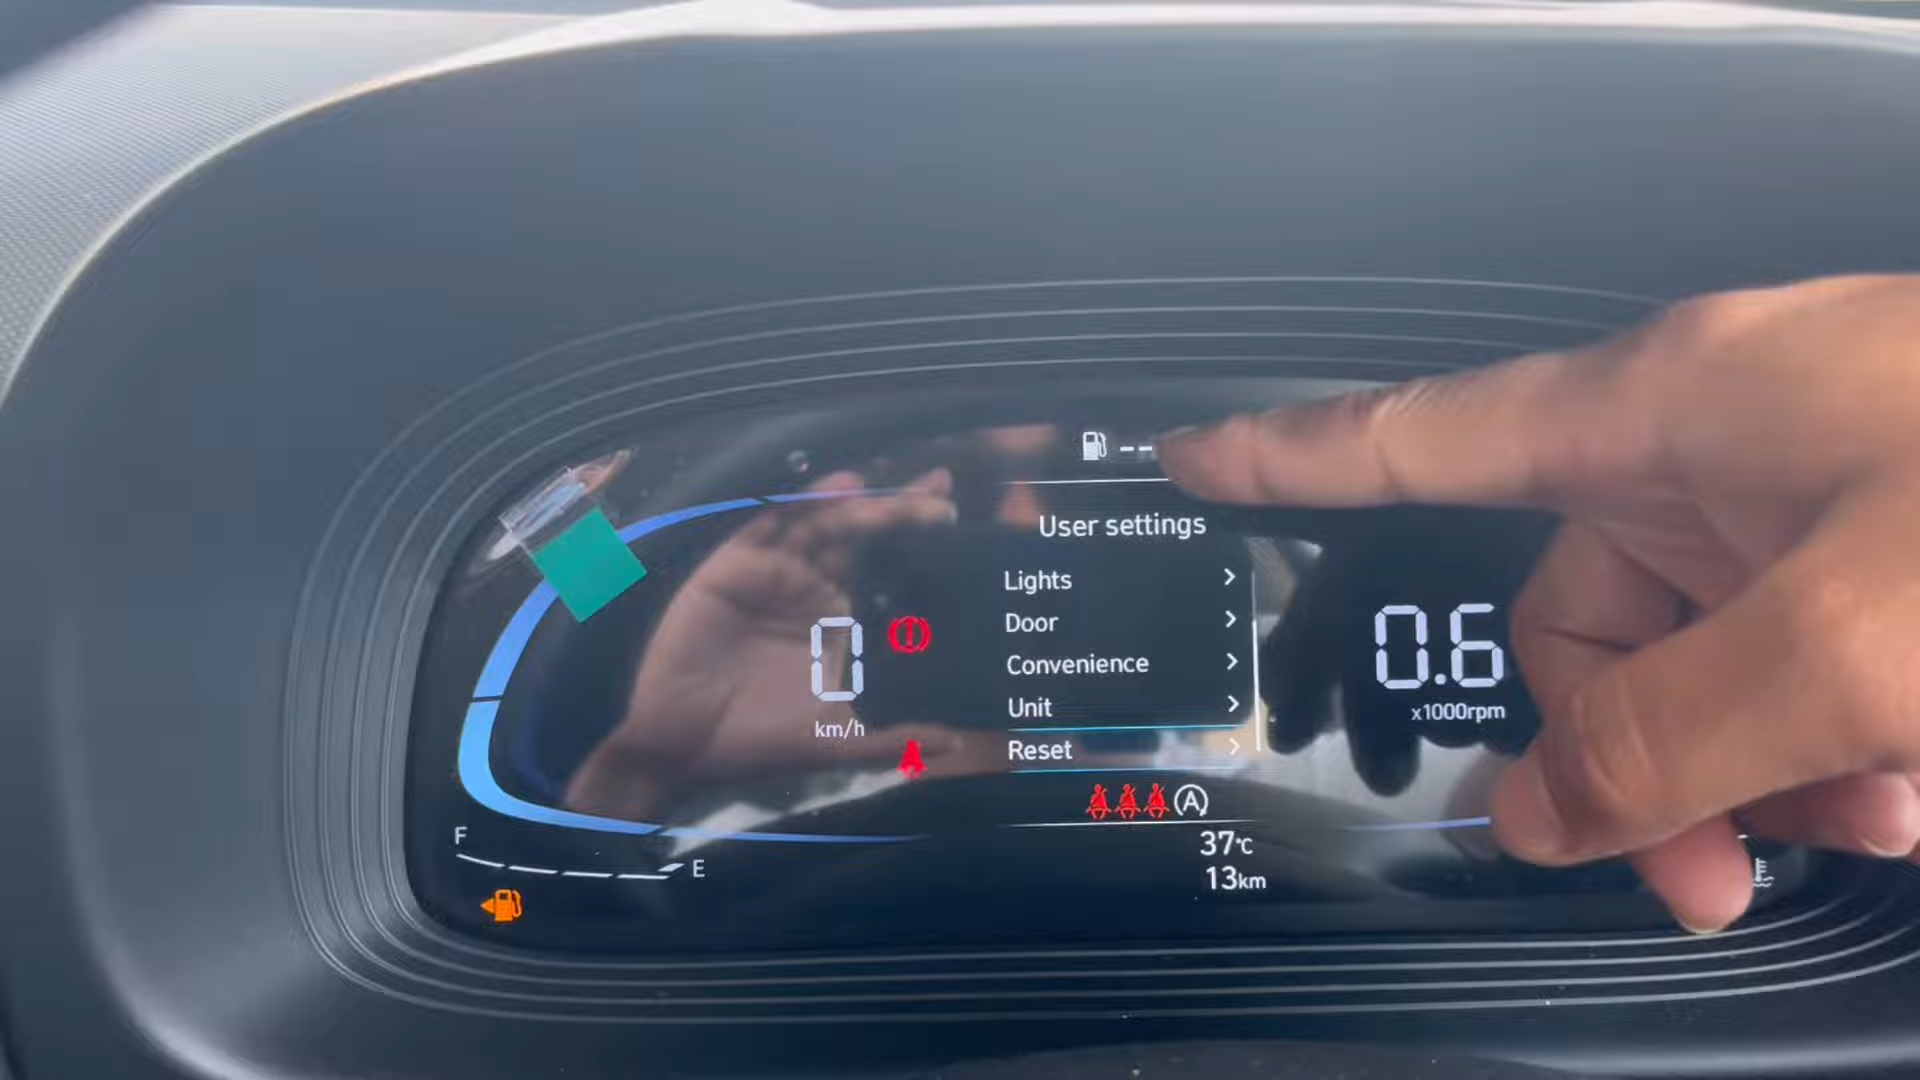 --
User settings
Lights
Door
Convenience
Unit
Reset
0
km/h
0.6
x1000rpm
A
37°C
13km
F
E